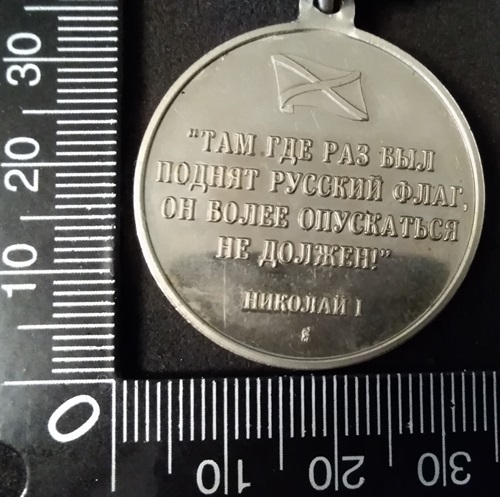 "ТАМ ГДЕ РАЗ БЫЛ
ПОДНЯТ РУССКИЙ ФЛАГ,
ОН БОЛЕЕ ОПУСКАТЬСЯ
НЕ ДОЛЖЕН!"
НИКОЛАЙ I
30
20
10
0
10
20
30